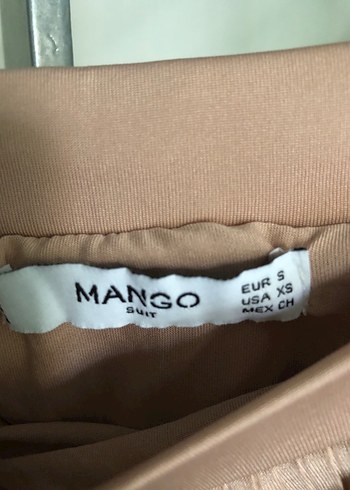 MANGO
SUIT
EUR S
USA XS
MEX CH